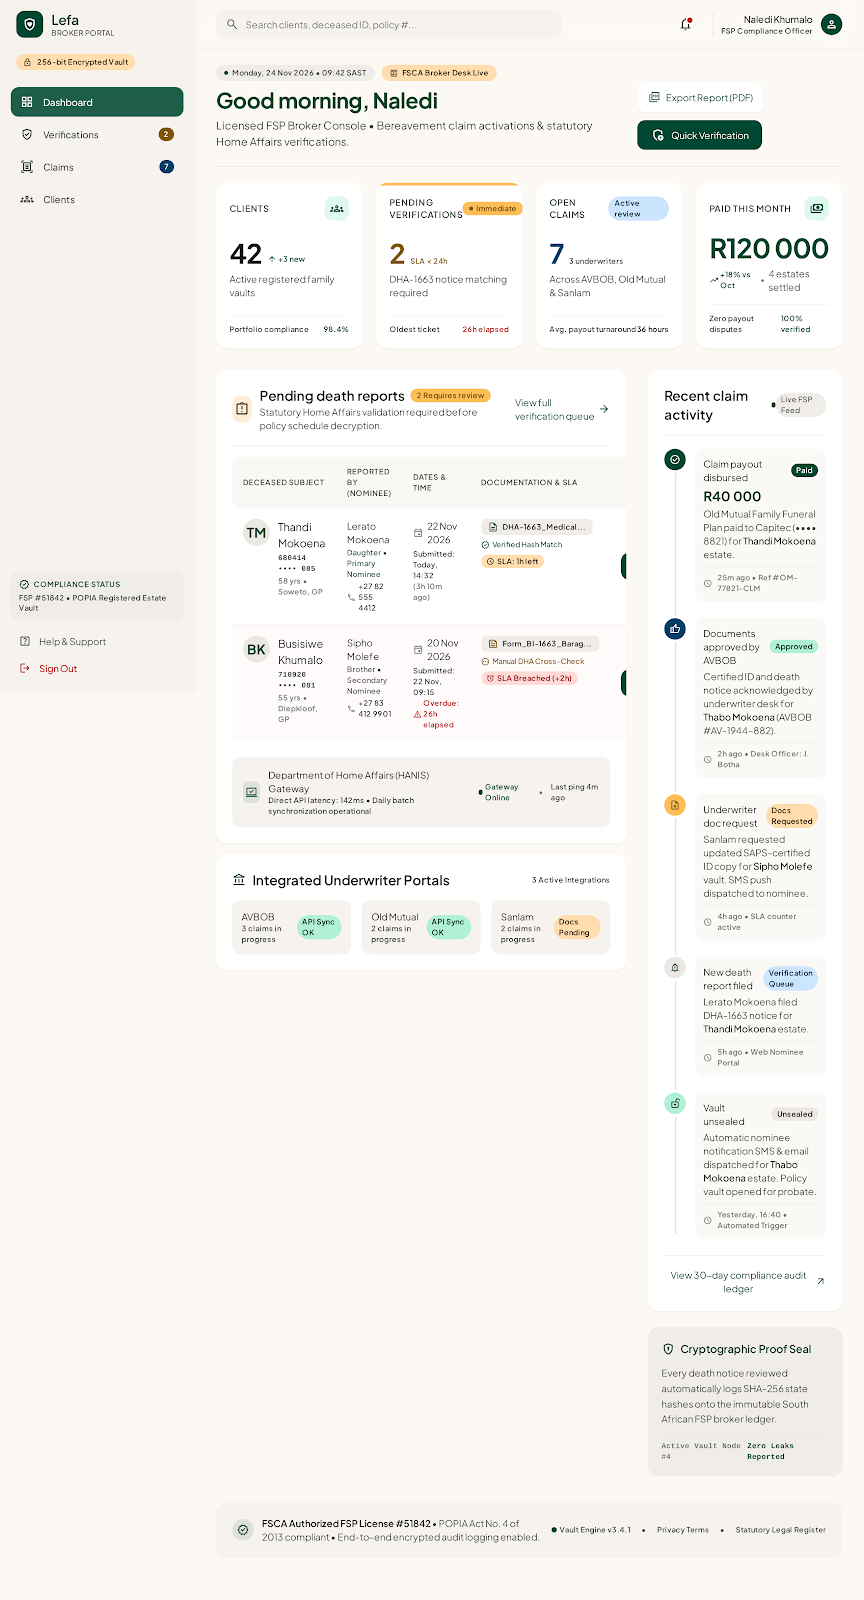 Lefa
BROKER PORTAL
256-bit Encrypted Vault
Dashboard
Verifications 2
Claims 7
Clients
COMPLIANCE STATUS
FSP #51842 • POPIA Registered Estate
Vault
Help & Support
Sign Out
Search clients, deceased ID, policy #...
Naledi Khumalo
FSP Compliance Officer
Monday, 24 Nov 2026 • 09:42 SAST
FSCA Broker Desk Live
Good morning, Naledi
Licensed FSP Broker Console • Bereavement claim activations & statutory
Home Affairs verifications.
Export Report (PDF)
Quick Verification
CLIENTS
42 +3 new
Active registered family
vaults
Portfolio compliance 98.4%
PENDING
VERIFICATIONS
Immediate
2 SLA < 24h
DHA-1663 notice matching
required
Oldest ticket 26h elapsed
OPEN
CLAIMS
Active
review
7 3 underwriters
Across AVBOB, Old Mutual
& Sanlam
Avg. payout turnaround 36 hours
PAID THIS MONTH
R120 000
+18% vs
Oct
• 4 estates
settled
Zero payout
disputes
100%
verified
Pending death reports 2 Requires review
Statutory Home Affairs validation required before
policy schedule decryption.
View full
verification queue
DECEASED SUBJECT
REPORTED
BY
(NOMINEE)
DATES &
TIME
DOCUMENTATION & SLA
TM
Thandi
Mokoena
680414
•••• 085
58 yrs •
Soweto, GP
Lerato
Mokoena
Daughter •
Primary
Nominee
+27 82
555
4412
22 Nov
2026
Submitted:
Today,
14:32
(3h 10m
ago)
DHA-1663_Medical...
Verified Hash Match
SLA: 1h left
BK
Busisiwe
Khumalo
710920
•••• 081
55 yrs •
Diepkloof,
GP
Sipho
Molefe
Brother •
Secondary
Nominee
+27 83
412 9901
20 Nov
2026
Submitted:
22 Nov,
09:15
Overdue:
26h
elapsed
Form_BI-1663_Barag...
Manual DHA Cross-Check
SLA Breached (+2h)
Department of Home Affairs (HANIS)
Gateway
Direct API latency: 142ms • Daily batch
synchronization operational
Gateway
Online
• Last ping 4m
ago
Integrated Underwriter Portals
3 Active Integrations
AVBOB
3 claims in
progress
API Sync
OK
Old Mutual
2 claims in
progress
API Sync
OK
Sanlam
2 claims in
progress
Docs
Pending
Recent claim
activity
Live FSP
Feed
Claim payout
disbursed
Paid
R40 000
Old Mutual Family Funeral
Plan paid to Capitec (••••
8821) for Thandi Mokoena
estate.
25m ago • Ref #OM-
77821-CLM
Documents
approved by
AVBOB
Approved
Certified ID and death
notice acknowledged by
underwriter desk for
Thabo Mokoena (AVBOB
#AV-1944-882).
2h ago • Desk Officer: J.
Botha
Underwriter
doc request
Docs
Requested
Sanlam requested
updated SAPS-certified
ID copy for Sipho Molefe
vault. SMS push
dispatched to nominee.
4h ago • SLA counter
active
New death
report filed
Verification
Queue
Lerato Mokoena filed
DHA-1663 notice for
Thandi Mokoena estate.
5h ago • Web Nominee
Portal
Vault
unsealed
Unsealed
Automatic nominee
notification SMS & email
dispatched for Thabo
Mokoena estate. Policy
vault opened for probate.
Yesterday, 16:40 •
Automated Trigger
View 30-day compliance audit
ledger
Cryptographic Proof Seal
Every death notice reviewed
automatically logs SHA-256 state
hashes onto the immutable South
African FSP broker ledger.
Active Vault Node
#4
Zero Leaks
Reported
FSCA Authorized FSP License #51842 • POPIA Act No. 4 of
2013 compliant • End-to-end encrypted audit logging enabled.
Vault Engine v3.4.1 • Privacy Terms • Statutory Legal Register